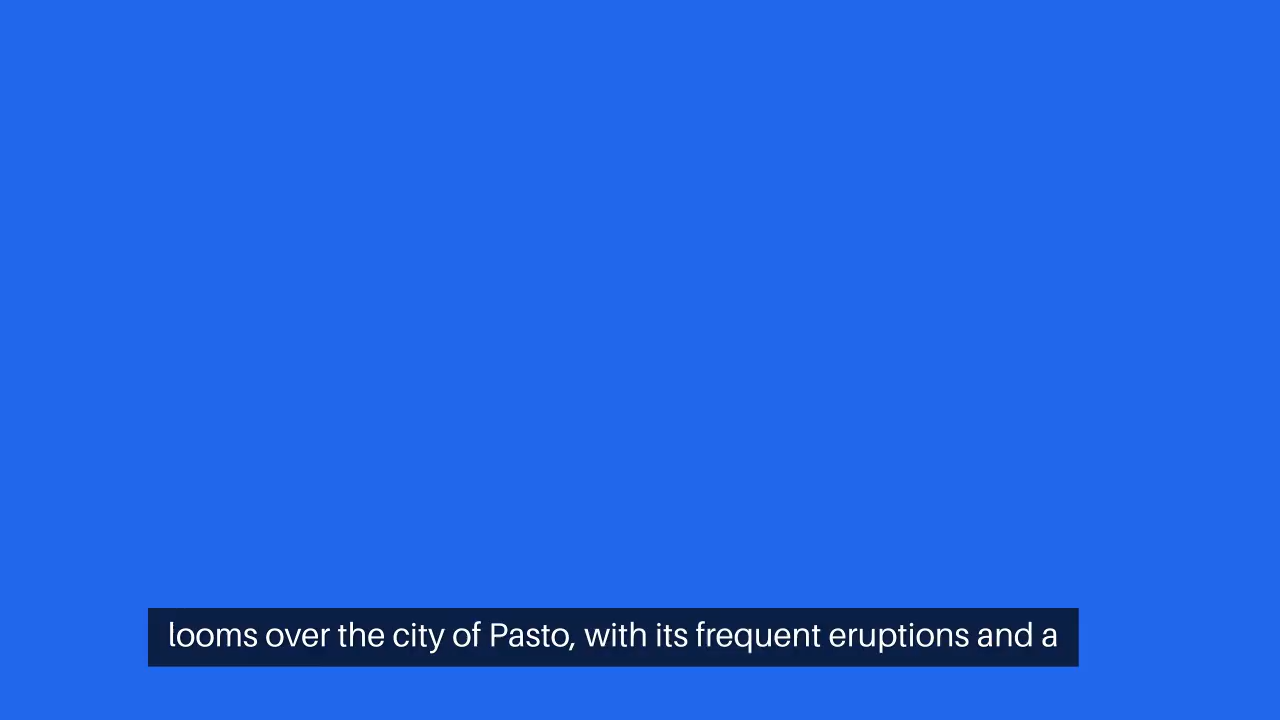 looms over the city of Pasto, with its frequent eruptions and a